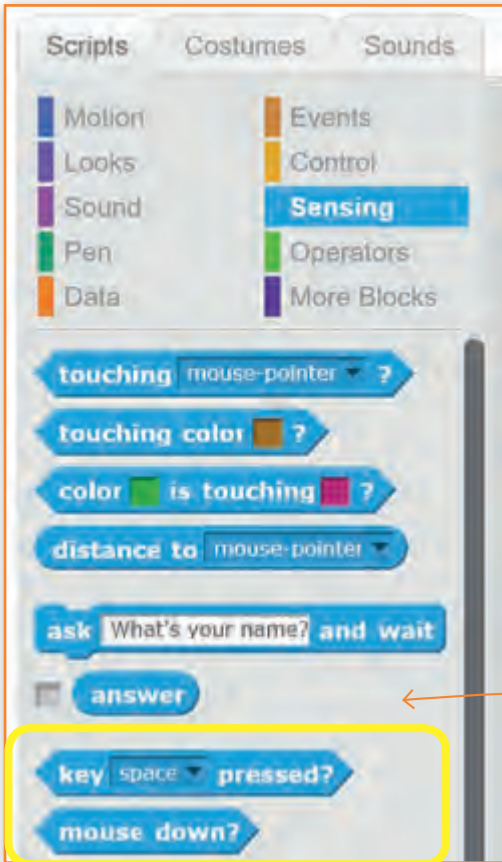 Scripts Costumes Sounds
Motion Events
Looks Control
Sound Sensing
Pen Operators
Data More Blocks
touching mouse-pointer ?
touching color ?
color is touching ?
distance to mouse-pointer
ask What's your name? and wait
answer
key space pressed?
mouse down?